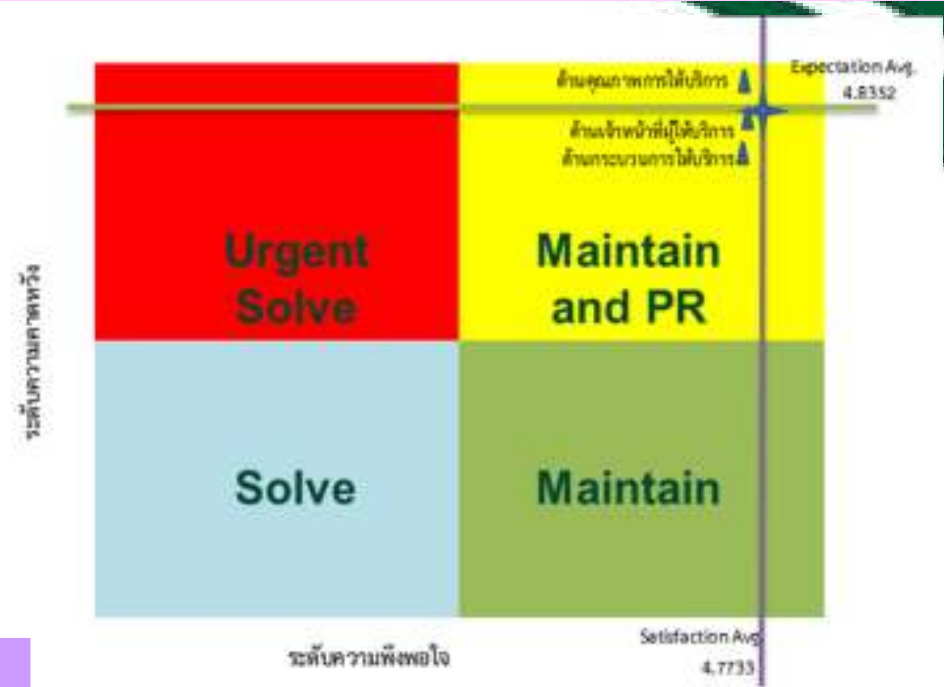 ด้านคุณภาพการให้บริการ
Expectation Avg.
4.8352
ด้านเจ้าหน้าที่ผู้ให้บริการ
ด้านกระบวนการให้บริการ
Urgent
Solve
Maintain
and PR
ระดับความคาดหวัง
Solve
Maintain
ระดับความพึงพอใจ
Satisfaction Avg
4.7733